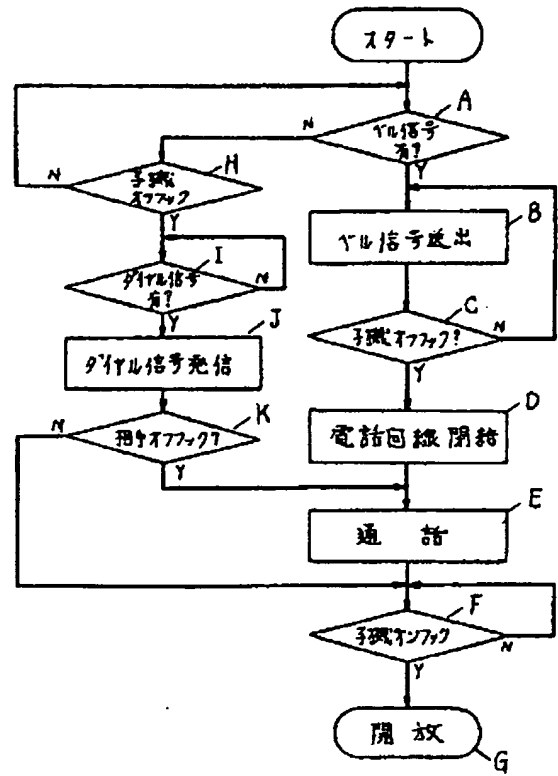 スタート
A
ベル信号
有?
N
Y
H
子機
オフフック
N
Y
B
ベル信号送出
I
ダイヤル信号
有?
N
Y
C
子機オフフック?
N
Y
J
ダイヤル信号発信
K
相手オフフック?
N
Y
D
電話回線閉結
E
通話
F
子機オンフック
N
Y
開放
G